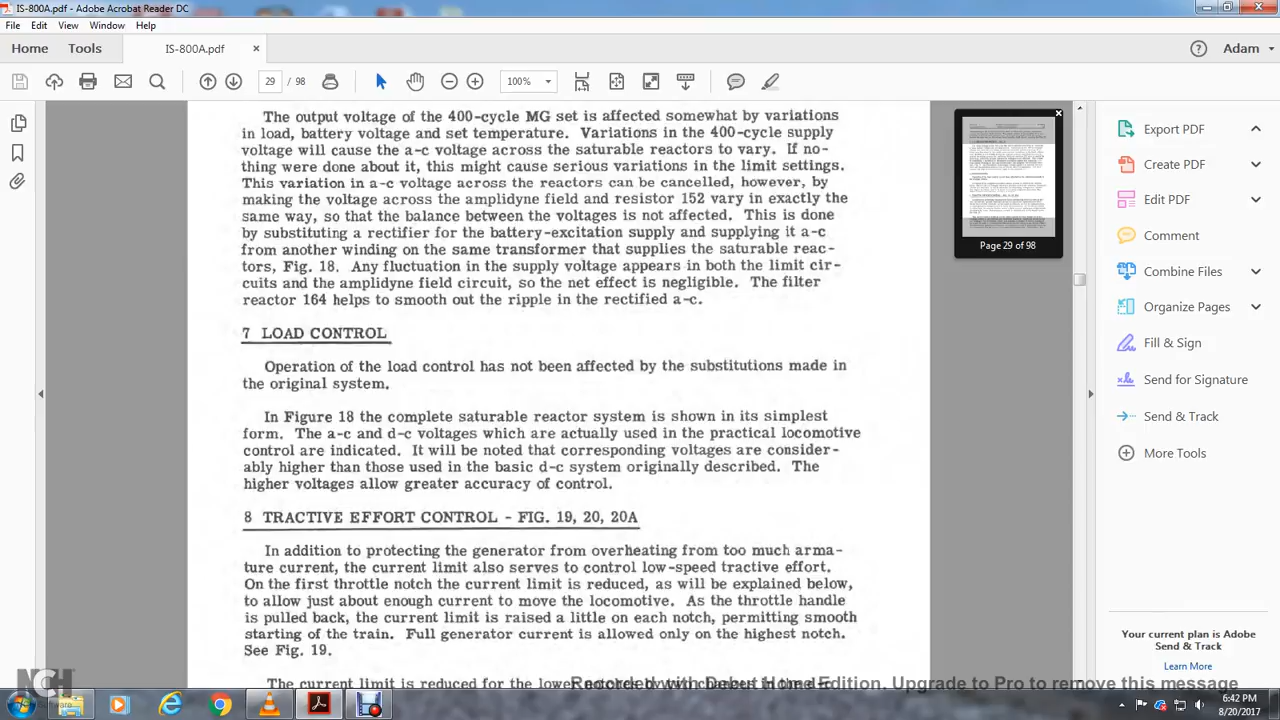 IS-800A.pdf - Adobe Acrobat Reader DC
File Edit View Window Help
Home Tools IS-800A.pdf × Adam
29 / 98 100%
The output voltage of the 400-cycle MG set is affected somewhat by variations
in load, battery voltage and set temperature. Variations in the 400-cycle supply
voltage will cause the a-c voltage across the saturable reactors to vary. If no-
thing were done about it, this might cause serious variations in the limit settings.
This variation in a-c voltage across the reactors can be cancelled, however, by
making the voltage across the amplidyne field and resistor 152 vary in exactly the
same way, so that the balance between the voltages is not affected. This is done
by substituting a rectifier for the battery-excitation supply and supplying it a-c
from another winding on the same transformer that supplies the saturable reac-
tors, Fig. 18. Any fluctuation in the supply voltage appears in both the limit cir-
cuits and the amplidyne field circuit, so the net effect is negligible. The filter
reactor 164 helps to smooth out the ripple in the rectified a-c.
7 LOAD CONTROL
Operation of the load control has not been affected by the substitutions made in
the original system.
In Figure 18 the complete saturable reactor system is shown in its simplest
form. The a-c and d-c voltages which are actually used in the practical locomotive
control are indicated. It will be noted that corresponding voltages are consider-
ably higher than those used in the basic d-c system originally described. The
higher voltages allow greater accuracy of control.
8 TRACTIVE EFFORT CONTROL - FIG. 19, 20, 20A
In addition to protecting the generator from overheating from too much arma-
ture current, the current limit also serves to control low-speed tractive effort.
On the first throttle notch the current limit is reduced, as will be explained below,
to allow just about enough current to move the locomotive. As the throttle handle
is pulled back, the current limit is raised a little on each notch, permitting smooth
starting of the train. Full generator current is allowed only on the highest notch.
See Fig. 19.
The current limit is reduced for the lower
Page 29 of 98
Export PDF
Create PDF
Edit PDF
Comment
Combine Files
Organize Pages
Fill & Sign
Send for Signature
Send & Track
More Tools
Your current plan is Adobe
Send & Track
Learn More
NCH
Recorded with Debut Home Edition. Upgrade to Pro to remove this message
6:42 PM
8/20/2017